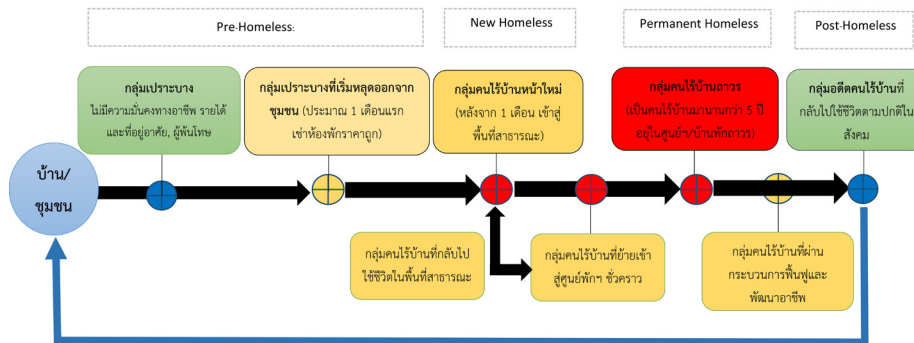 Pre-Homeless:
New Homeless
Permanent Homeless
Post-Homeless
กลุ่มเปราะบาง
ไม่มีความมั่นคงทางอาชีพ รายได้
และที่อยู่อาศัย, ผู้พ้นโทษ
กลุ่มเปราะบางที่เริ่มหลุดออกจาก
ชุมชน (ประมาณ 1 เดือนแรก
เช่าห้องพักราคาถูก)
กลุ่มคนไร้บ้านหน้าใหม่
(หลังจาก 1 เดือน เข้าสู่
พื้นที่สาธารณะ)
กลุ่มคนไร้บ้านถาวร
(เป็นคนไร้บ้านมานานกว่า 5 ปี
อยู่ในศูนย์ฯ/บ้านพักถาวร)
กลุ่มอดีตคนไร้บ้านที่
กลับไปใช้ชีวิตตามปกติใน
สังคม
บ้าน/
ชุมชน
กลุ่มคนไร้บ้านที่กลับไป
ใช้ชีวิตในพื้นที่สาธารณะ
กลุ่มคนไร้บ้านที่ย้ายเข้า
สู่ศูนย์พักฯ ชั่วคราว
กลุ่มคนไร้บ้านที่ผ่าน
กระบวนการฟื้นฟูและ
พัฒนาอาชีพ